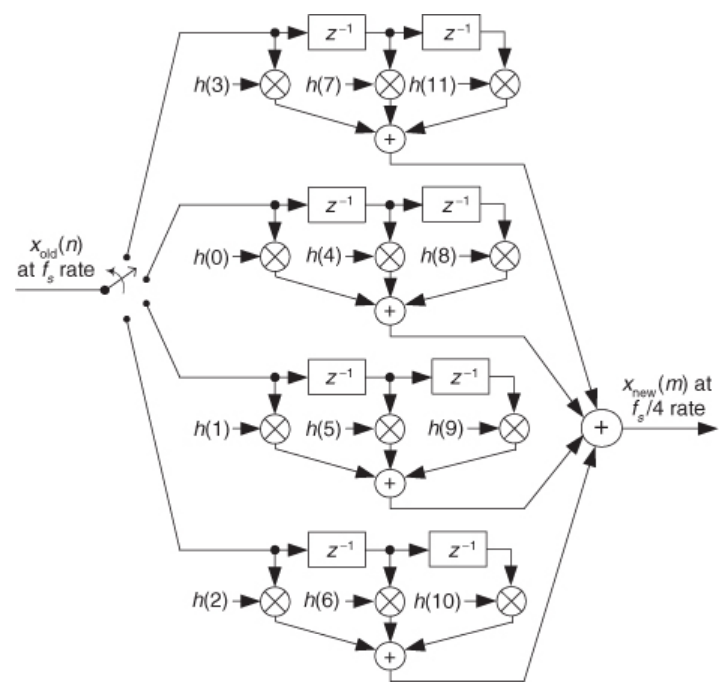 z⁻¹ z⁻¹
h(3) h(7) h(11)
+
z⁻¹ z⁻¹
x_old(n)
at f_s rate
h(0) h(4) h(8)
+
z⁻¹ z⁻¹
x_new(m) at
f_s/4 rate
h(1) h(5) h(9)
+
+
z⁻¹ z⁻¹
h(2) h(6) h(10)
+